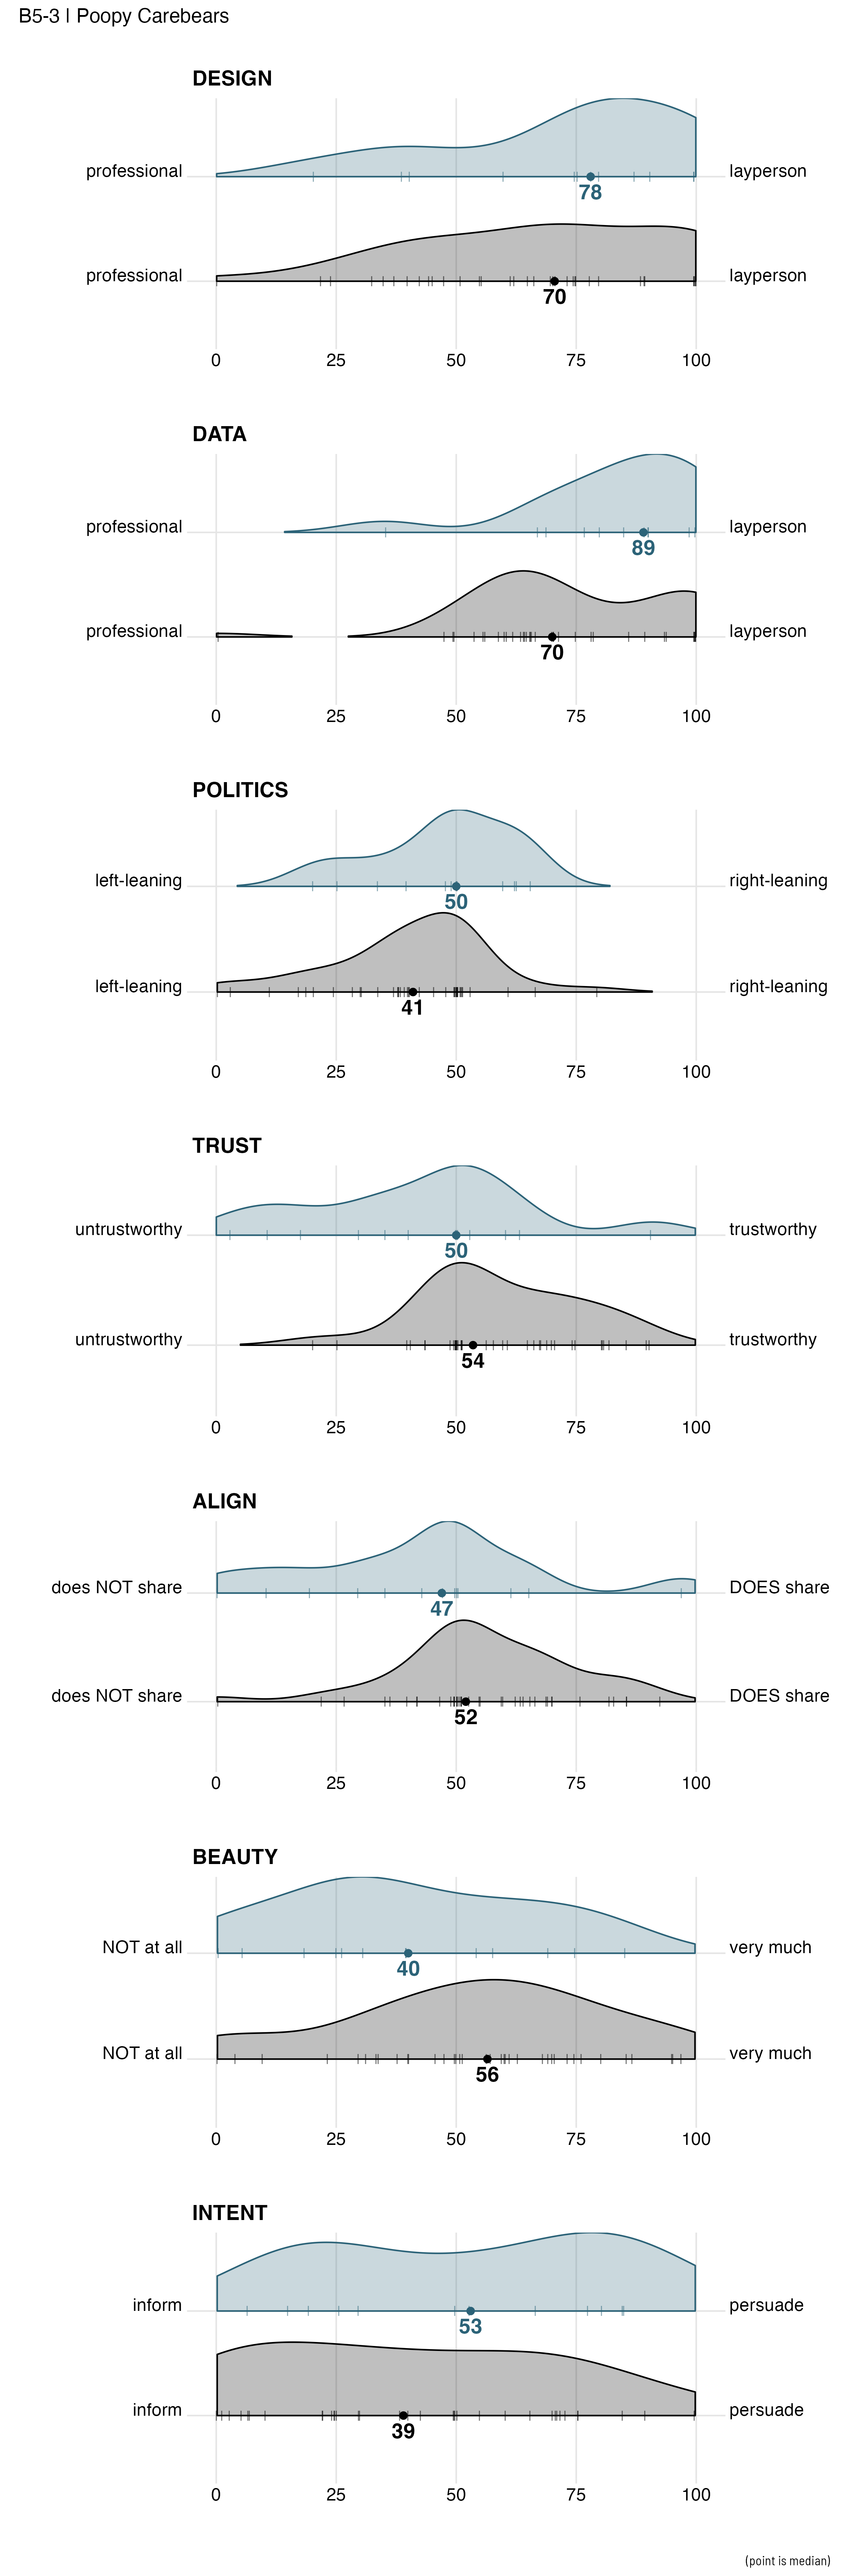 B5-3 | Poopy Carebears
DESIGN
professional layperson
78
professional layperson
70
0 25 50 75 100
DATA
professional layperson
89
professional layperson
70
0 25 50 75 100
POLITICS
left-leaning right-leaning
50
left-leaning right-leaning
41
0 25 50 75 100
TRUST
untrustworthy trustworthy
50
untrustworthy trustworthy
54
0 25 50 75 100
ALIGN
does NOT share DOES share
47
does NOT share DOES share
52
0 25 50 75 100
BEAUTY
NOT at all very much
40
NOT at all very much
56
0 25 50 75 100
INTENT
inform persuade
53
inform persuade
39
0 25 50 75 100
(point is median)